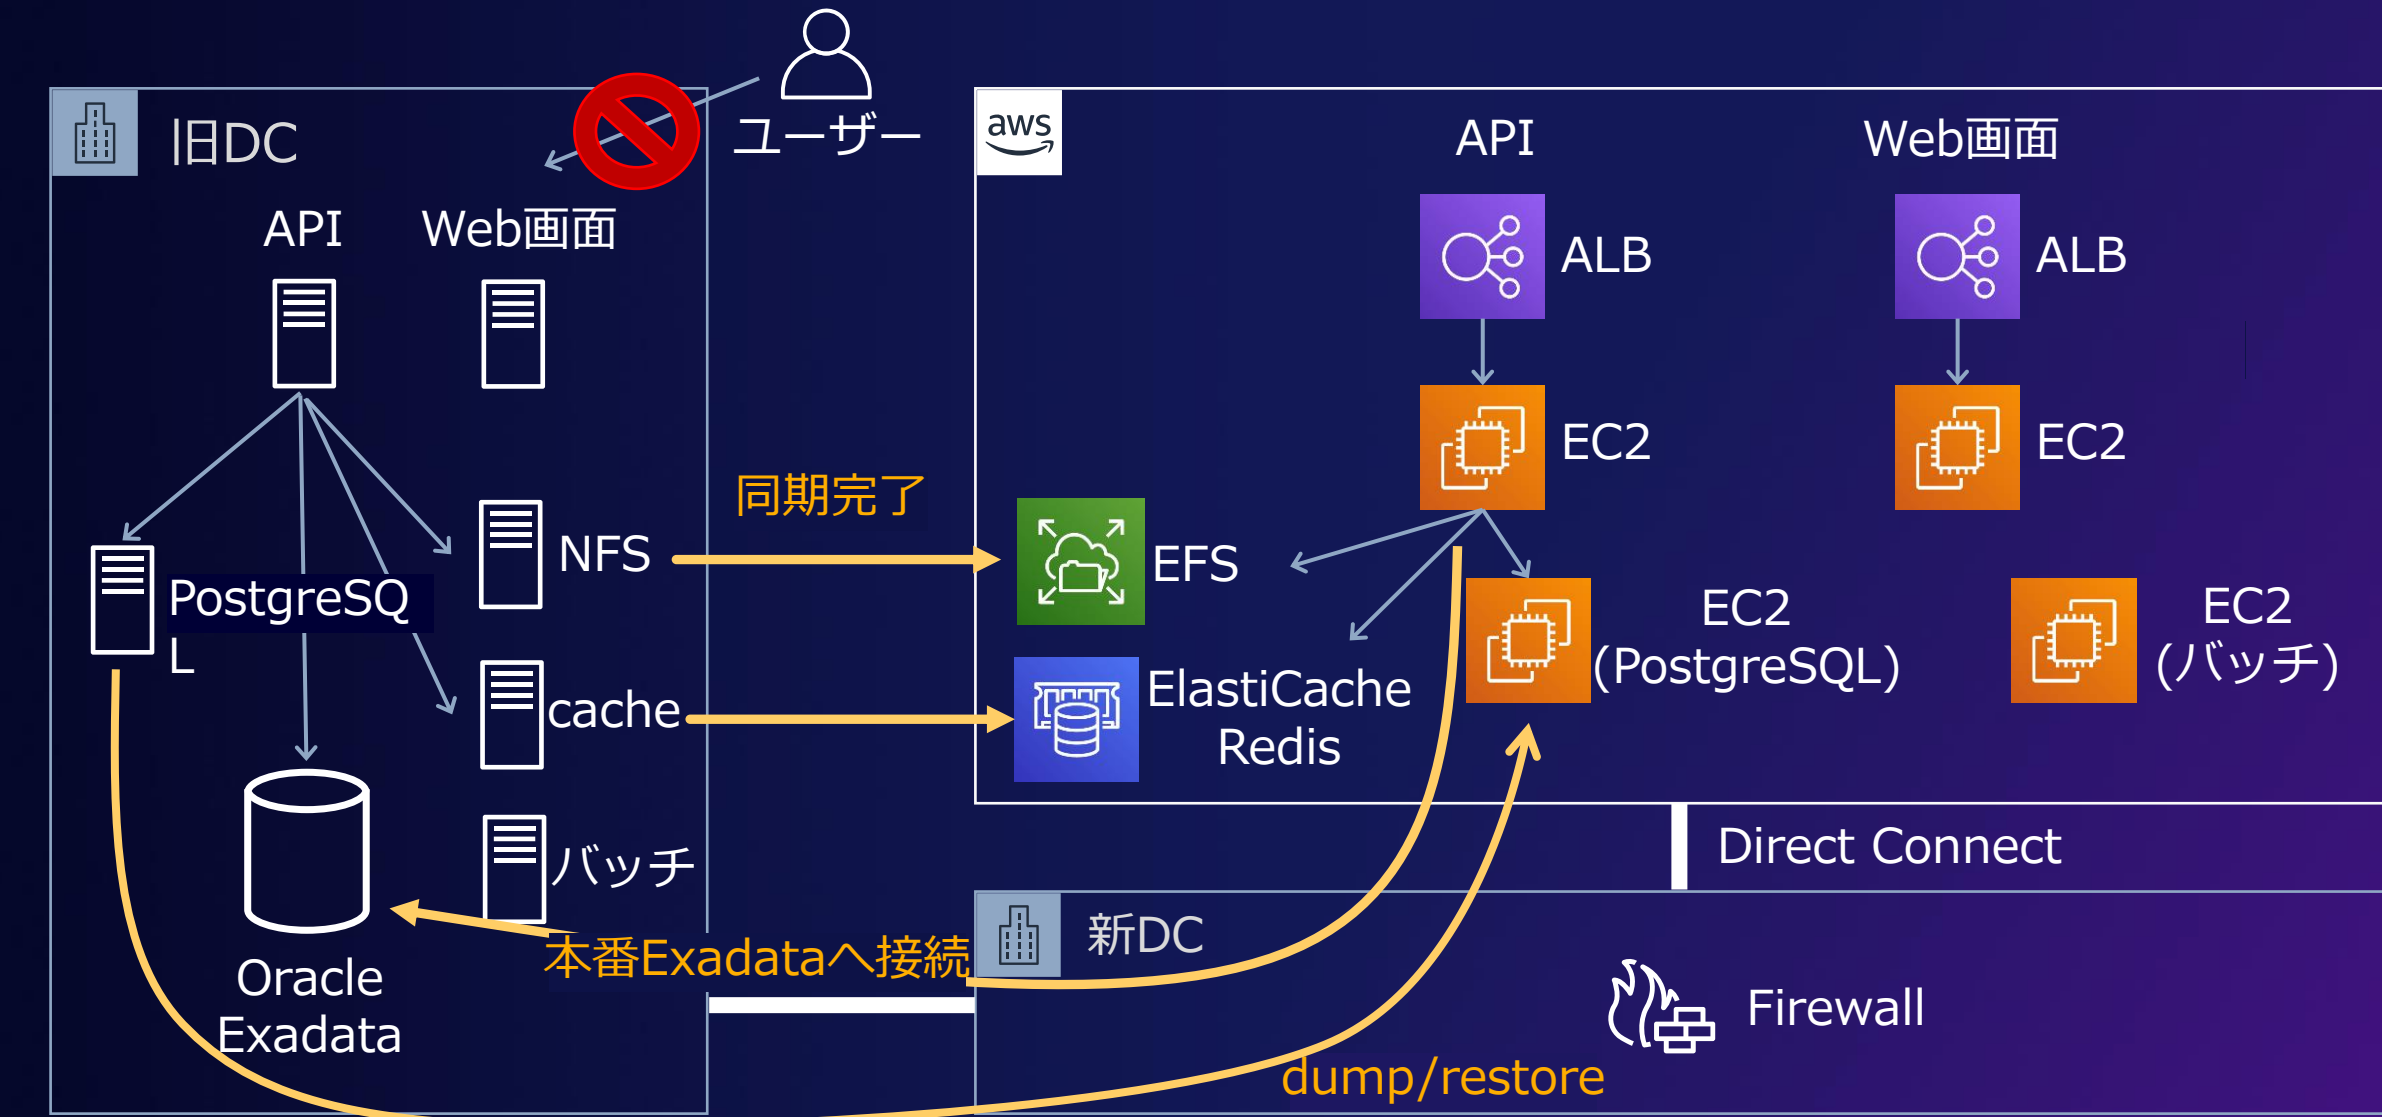 ユーザー
旧DC
API
Web画面
PostgreSQ
L
NFS
cache
バッチ
Oracle
Exadata
同期完了
本番Exadataへ接続
aws
API
Web画面
ALB
ALB
EC2
EC2
EFS
ElastiCache
Redis
EC2
(PostgreSQL)
EC2
(バッチ)
Direct Connect
新DC
Firewall
dump/restore